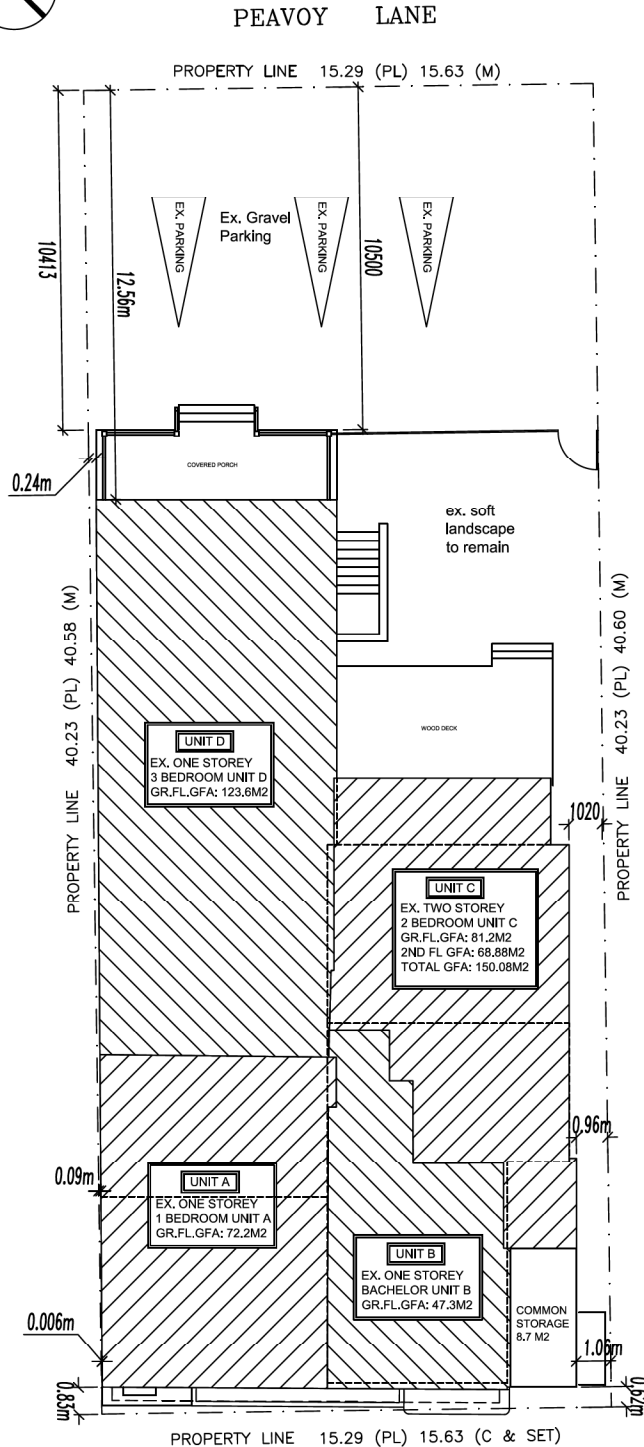 PEAVOY LANE
PROPERTY LINE 15.29 (PL) 15.63 (M)
10413
12.56m
EX. PARKING
Ex. Gravel
Parking
EX. PARKING
10500
EX. PARKING
0.24m
COVERED PORCH
ex. soft
landscape
to remain
PROPERTY LINE 40.23 (PL) 40.58 (M)
PROPERTY LINE 40.23 (PL) 40.60 (M)
WOOD DECK
UNIT D
EX. ONE STOREY
3 BEDROOM UNIT D
GR.FL.GFA: 123.6M2
1020
UNIT C
EX. TWO STOREY
2 BEDROOM UNIT C
GR.FL.GFA: 81.2M2
2ND FL GFA: 68.88M2
TOTAL GFA: 150.08M2
0.96m
0.09m
UNIT A
EX. ONE STOREY
1 BEDROOM UNIT A
GR.FL.GFA: 72.2M2
UNIT B
EX. ONE STOREY
BACHELOR UNIT B
GR.FL.GFA: 47.3M2
COMMON
STORAGE
8.7 M2
0.006m
1.06m
0.83m
0.62m
PROPERTY LINE 15.29 (PL) 15.63 (C & SET)